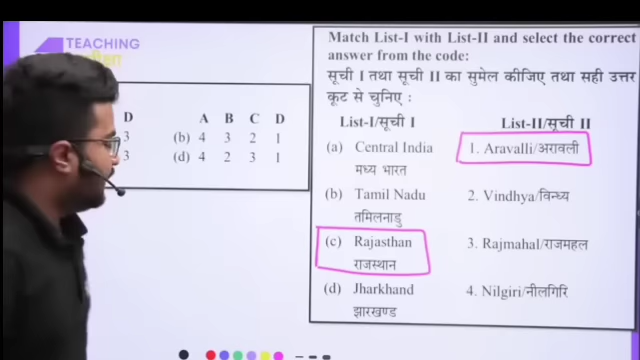 TEACHING
D A B C D
3 (b) 4 3 2 1
3 (d) 4 2 3 1
Match List-I with List-II and select the correct
answer from the code:
सूची I तथा सूची II का सुमेल कीजिए तथा सही उत्तर
कूट से चुनिए :
List-I/सूची I List-II/सूची II
(a) Central India 1. Aravalli/अरावली
मध्य भारत
(b) Tamil Nadu 2. Vindhya/विन्ध्य
तमिलनाडु
(c) Rajasthan 3. Rajmahal/राजमहल
राजस्थान
(d) Jharkhand 4. Nilgiri/नीलगिरि
झारखण्ड